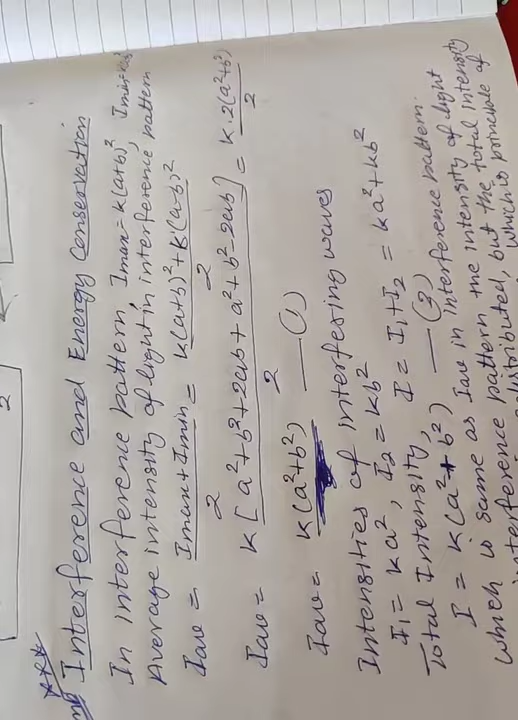 ***
Interference and Energy Conservation
In interference pattern, Imax=k(a+b)², Imin=k(a-b)²
Average intensity of light in interference pattern
Iav = Imax+Imin / 2 = k(a+b)²+k(a-b)² / 2
Iav = k[a²+b²+2ab+a²+b²-2ab] / 2 = k.2(a²+b²) / 2
Iav = k(a²+b²) —(1)
Intensities of interfering waves
I₁=ka², I₂=kb²
Total Intensity, I=I₁+I₂ = ka²+kb²
I=k(a²+b²) —(2)
which is same as Iav in interference pattern.
interference pattern the intensity of light
distributed, but the total intensity
which is principle of
2